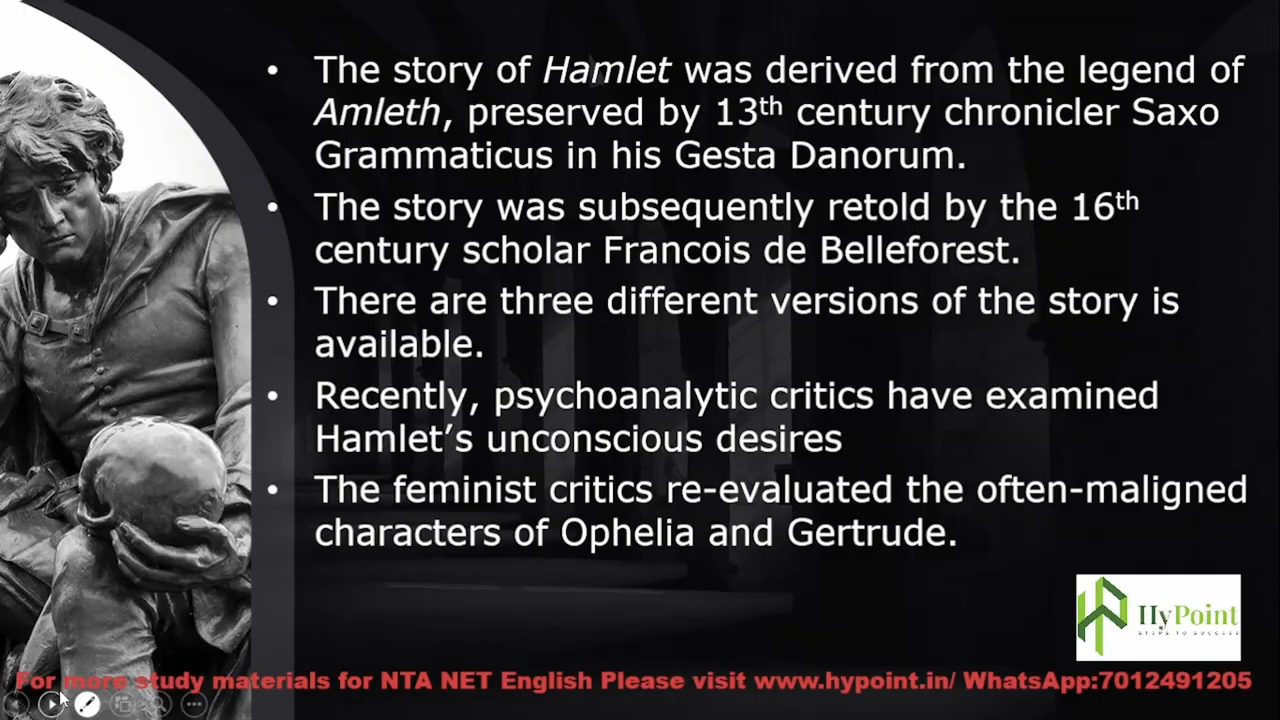 • The story of Hamlet was derived from the legend of
Amleth, preserved by 13th century chronicler Saxo
Grammaticus in his Gesta Danorum.
• The story was subsequently retold by the 16th
century scholar Francois de Belleforest.
• There are three different versions of the story is
available.
• Recently, psychoanalytic critics have examined
Hamlet’s unconscious desires
• The feminist critics re-evaluated the often-maligned
characters of Ophelia and Gertrude.
HyPoint
STEPS TO SUCCESS
For more study materials for NTA NET English Please visit www.hypoint.in/ WhatsApp:7012491205